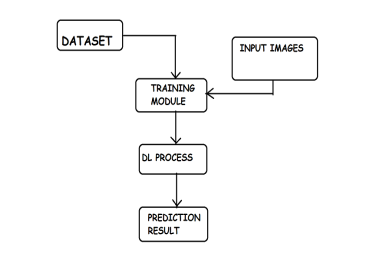 DATASET
INPUT IMAGES
TRAINING
MODULE
DL PROCESS
PREDICTION
RESULT